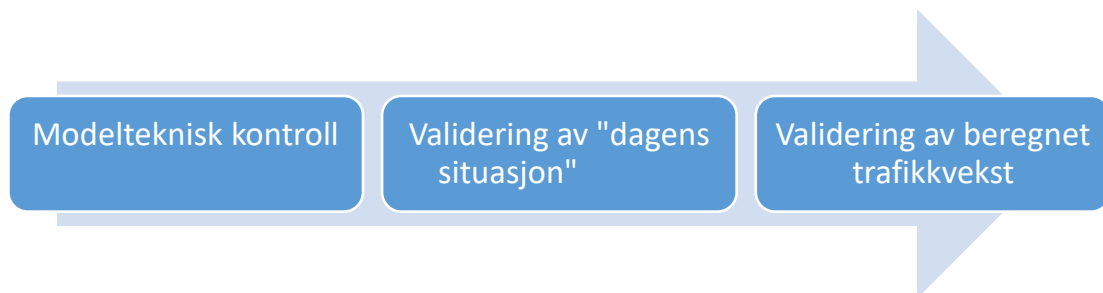 Modelteknisk kontroll
Validering av "dagens
situasjon"
Validering av beregnet
trafikkvekst